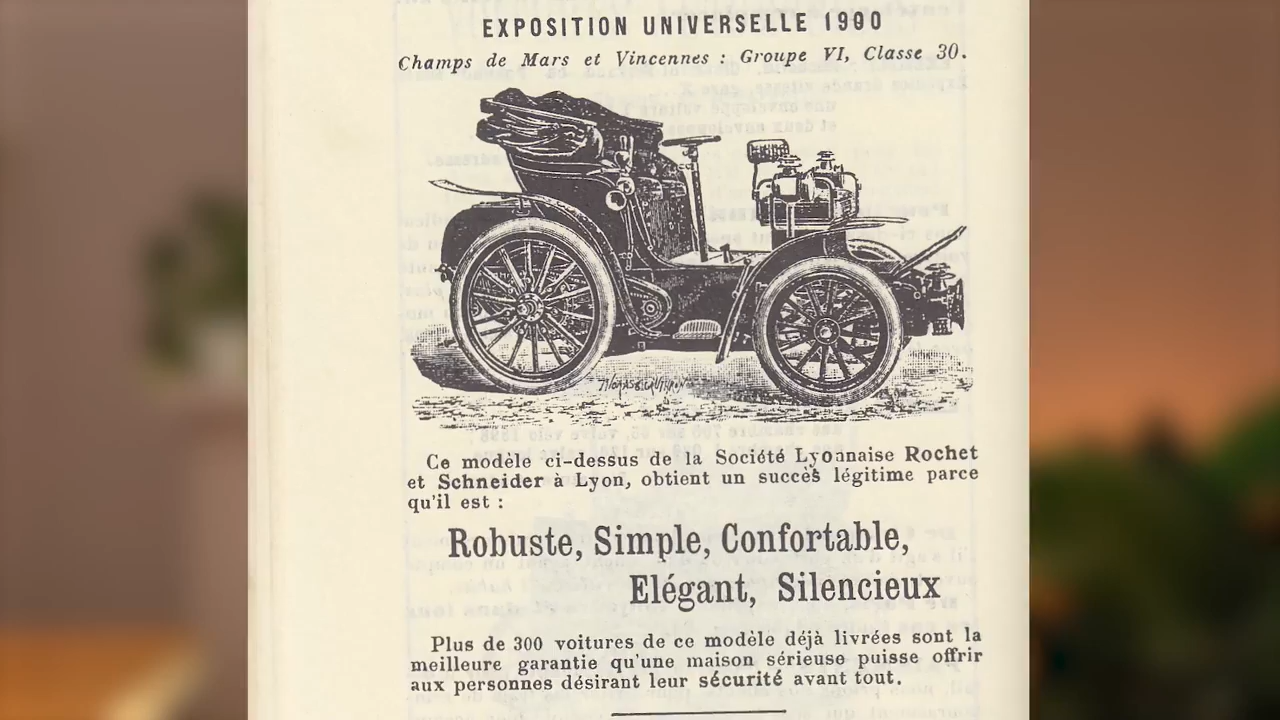 EXPOSITION UNIVERSELLE 1900
Champs de Mars et Vincennes : Groupe VI, Classe 30.
Ce modèle ci-dessus de la Société Lyonnaise Rochet
et Schneider à Lyon, obtient un succès légitime parce
qu'il est :
Robuste, Simple, Confortable,
Elégant, Silencieux
Plus de 300 voitures de ce modèle déjà livrées sont la
meilleure garantie qu'une maison sérieuse puisse offrir
aux personnes désirant leur sécurité avant tout.